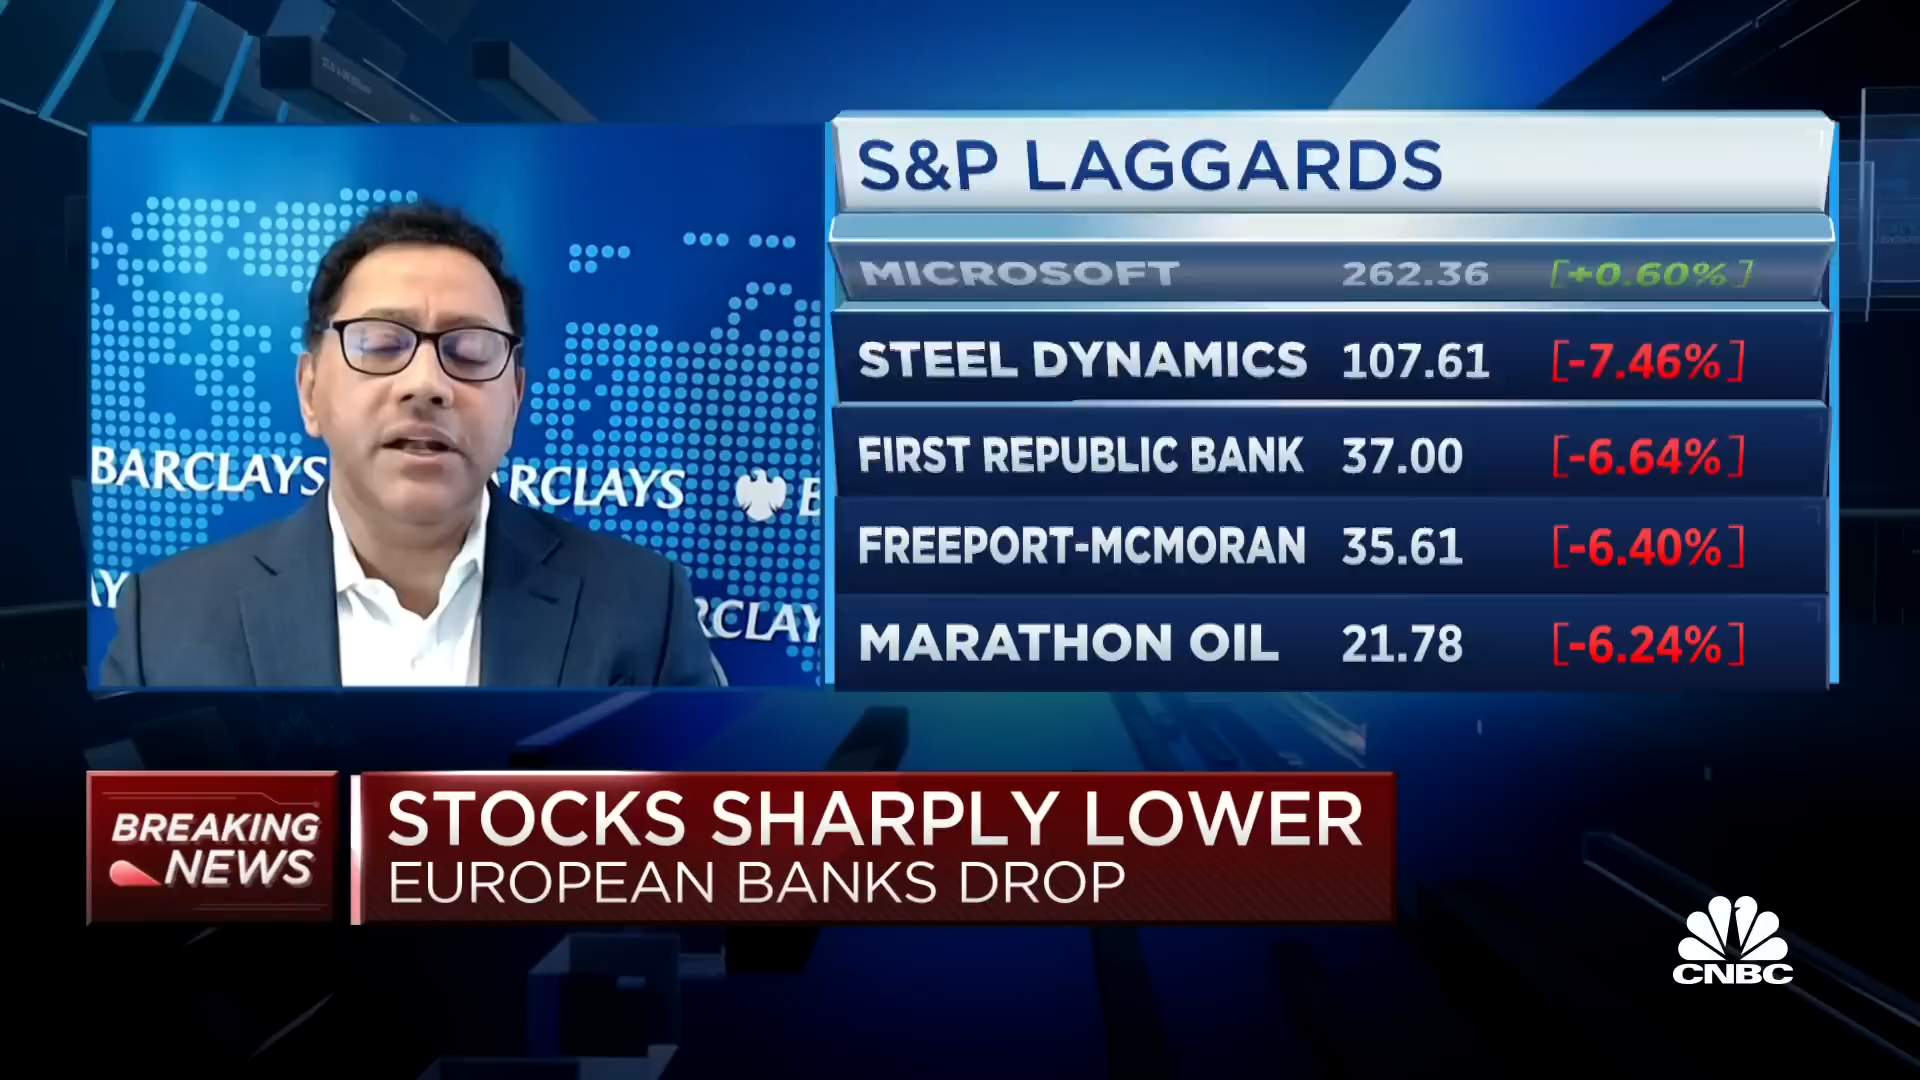 S&P LAGGARDS
MICROSOFT 262.36 [+0.60%]
STEEL DYNAMICS 107.61 [-7.46%]
FIRST REPUBLIC BANK 37.00 [-6.64%]
FREEPORT-MCMORAN 35.61 [-6.40%]
MARATHON OIL 21.78 [-6.24%]
BARCLAYS RCLAYS B
AY RCLAY
BREAKING NEWS
STOCKS SHARPLY LOWER
EUROPEAN BANKS DROP
CNBC